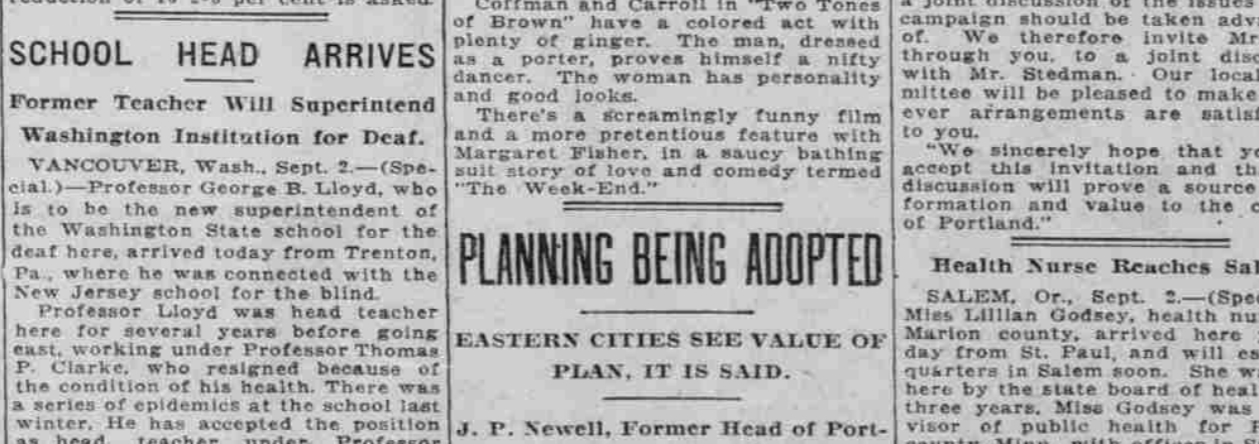 SCHOOL HEAD ARRIVES
Former Teacher Will Superintend
Washington Institution for Deaf.
VANCOUVER, Wash., Sept. 2.—(Spe-
cial.)—Professor George B. Lloyd, who
is to be the new superintendent of
the Washington State school for the
deaf here, arrived today from Trenton,
Pa., where he was connected with the
New Jersey school for the blind.
Professor Lloyd was head teacher
here for several years before going
east, working under Professor Thomas
P. Clarke, who resigned because of
the condition of his health. There was
a series of epidemics at the school last
winter. He has accepted the position
as head teacher under Professor
Coffman and Carroll in "Two Tones
of Brown" have a colored act with
plenty of ginger. The man, dressed
as a porter, proves himself a nifty
dancer. The woman has personality
and good looks.
There's a screamingly funny film
and a more pretentious feature with
Margaret Fisher, in a saucy bathing
suit story of love and comedy termed
"The Week-End."
PLANNING BEING ADOPTED
EASTERN CITIES SEE VALUE OF
PLAN, IT IS SAID.
J. P. Newell, Former Head of Port-
a joint discussion of the issues
campaign should be taken adv
of. We therefore invite Mr
through you, to a joint disc
with Mr. Stedman. Our loca
mittee will be pleased to make
ever arrangements are satis
to you.
"We sincerely hope that yo
accept this invitation and th
discussion will prove a source
formation and value to the c
of Portland."
Health Nurse Reaches Sal
SALEM, Or., Sept. 2.—(Spe
Miss Lillian Godsey, health nu
Marion county, arrived here
day from St. Paul, and will es
quarters in Salem soon. She w
here by the state board of heal
three years, Miss Godsey was
visor of public health for